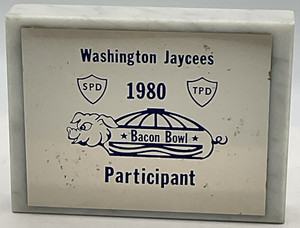 Washington Jaycees
1980
SPD TPD
★ Bacon Bowl ★
Participant